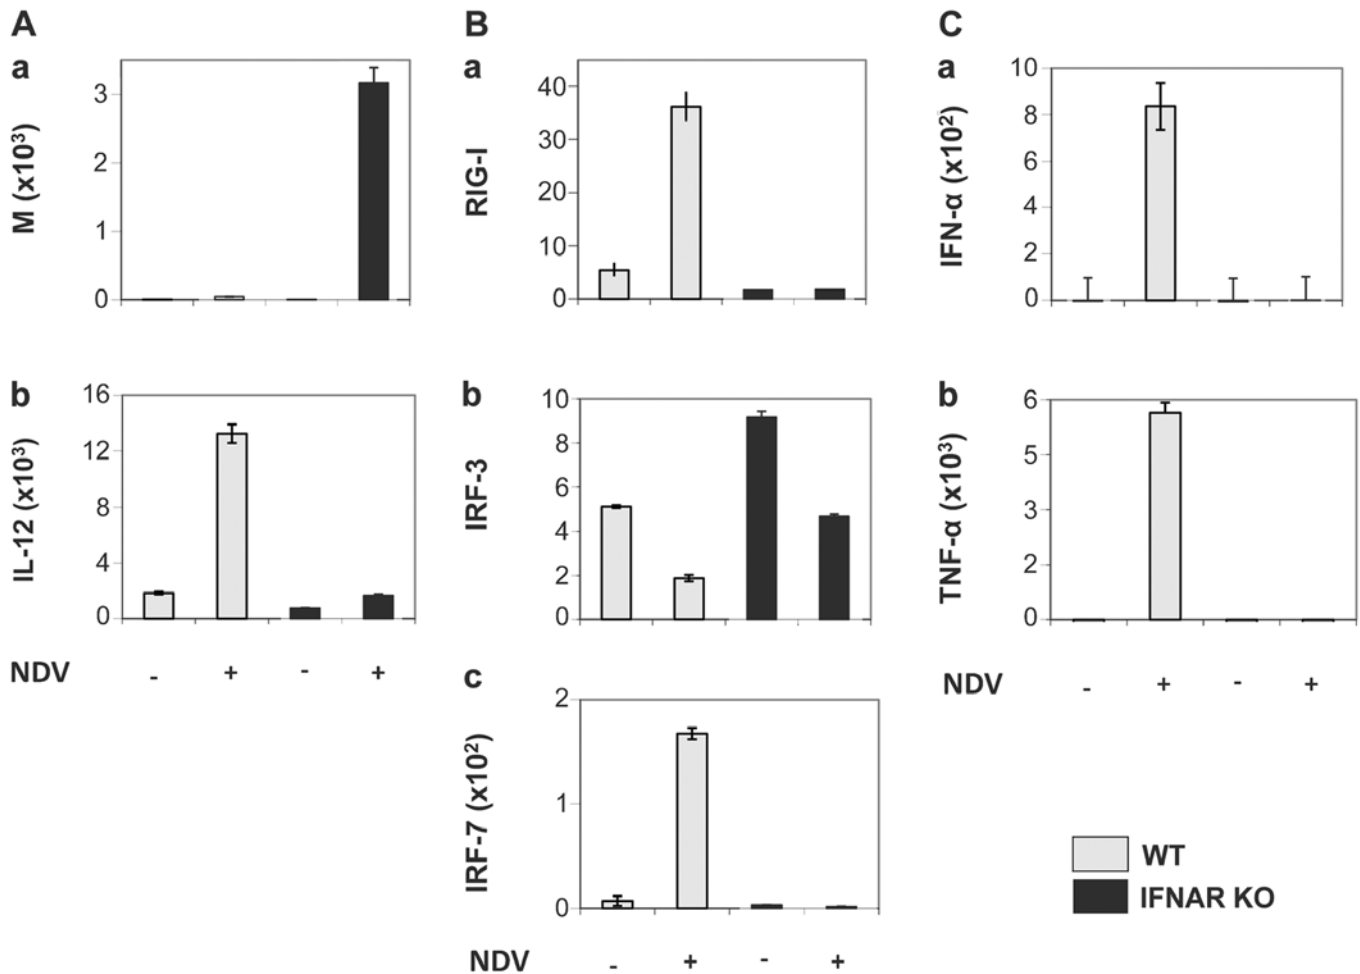 A
B
C
a
M (x10³)
3
2
1
0
a
RIG-I
40
30
20
10
0
a
IFN-α (x10²)
10
8
6
4
2
0
b
IL-12 (x10³)
16
12
8
4
0
NDV - + - +
b
IRF-3
10
8
6
4
2
0
b
TNF-α (x10³)
6
5
3
2
0
NDV - + - +
c
IRF-7 (x10²)
2
1
0
NDV - + - +
WT
IFNAR KO